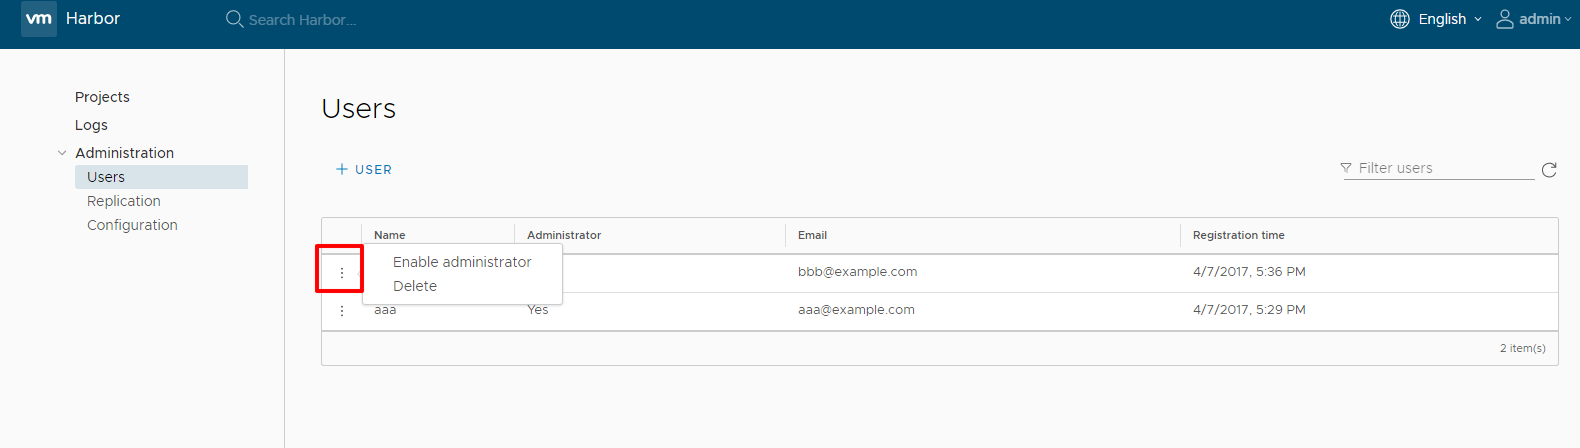 vm Harbor Search Harbor... English admin
Projects
Logs
Administration
Users
Replication
Configuration
Users
+ USER Filter users
Name Administrator Email Registration time
Enable administrator
Delete
bbb@example.com 4/7/2017, 5:36 PM
aaa Yes aaa@example.com 4/7/2017, 5:29 PM
2 item(s)